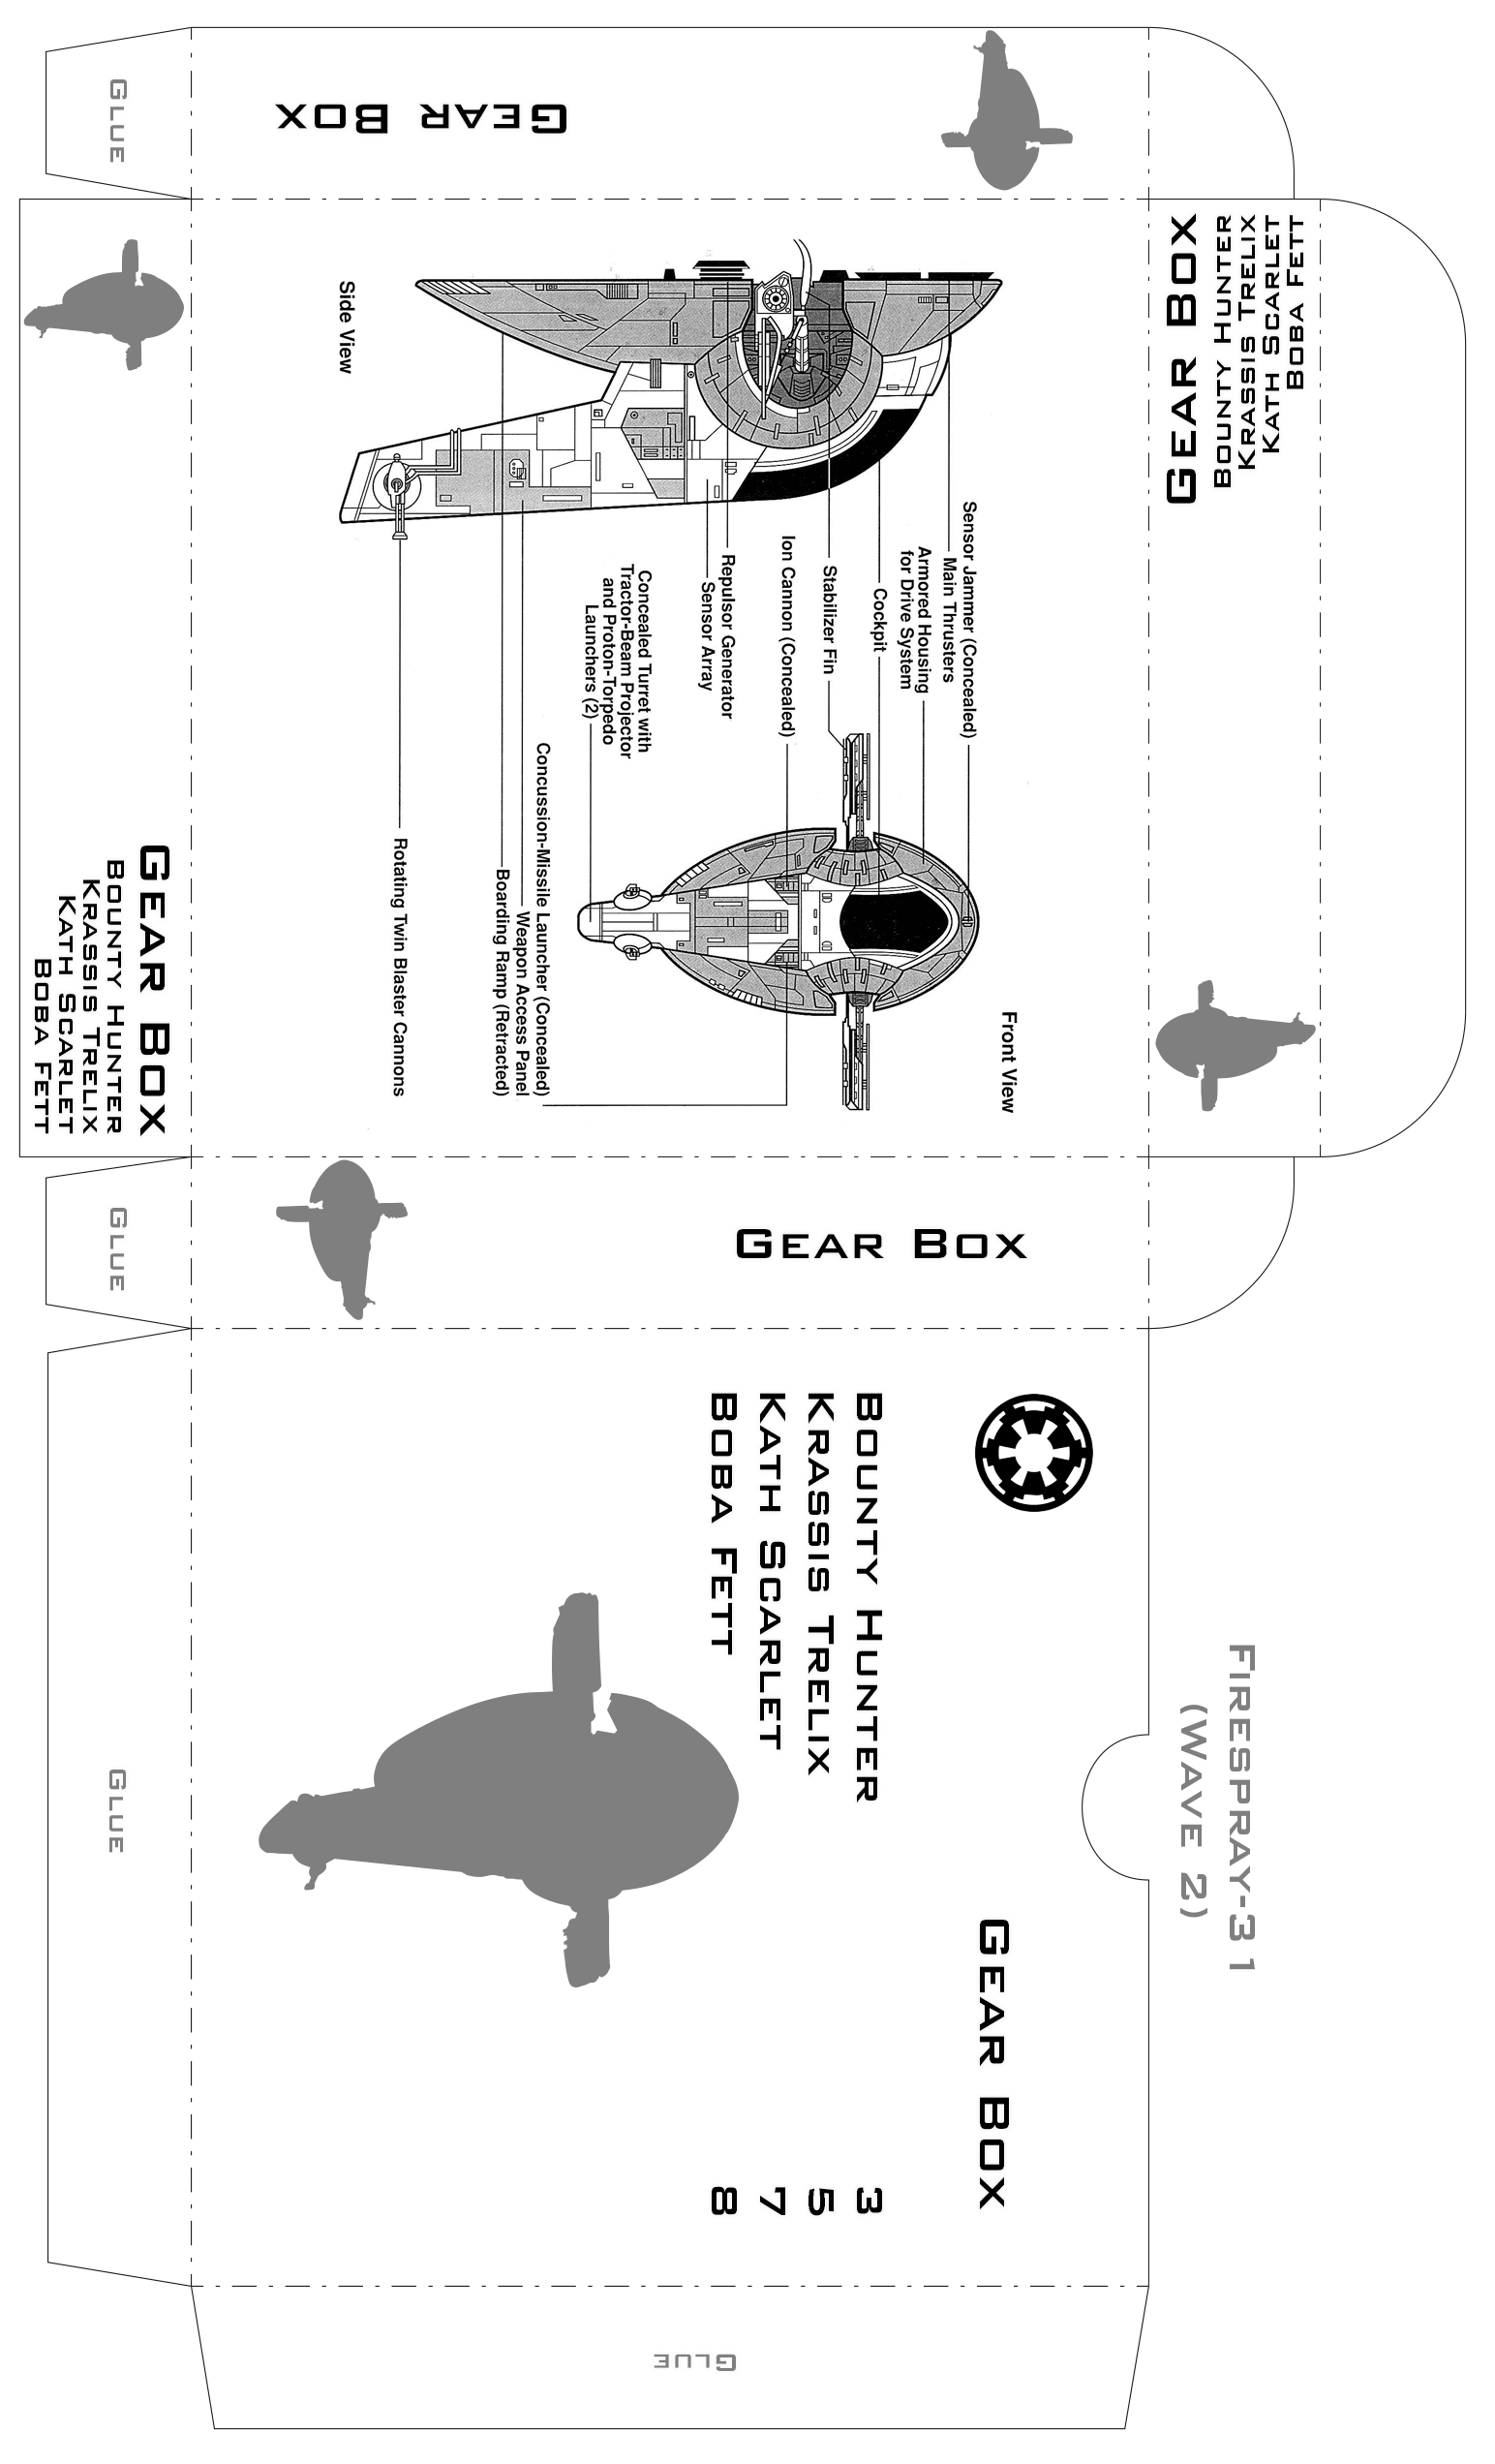 Glue
Gear Box
Gear Box
Bounty Hunter
Krassis Trelix
Kath Scarlet
Boba Fett
Side View
Sensor Jammer (Concealed)
Main Thrusters
Armored Housing
for Drive System
Cockpit
Stabilizer Fin
Ion Cannon (Concealed)
Repulsor Generator
Sensor Array
Concealed Turret with
Tractor-Beam Projector
and Proton-Torpedo
Launchers (2)
Concussion-Missile Launcher (Concealed)
Weapon Access Panel
Boarding Ramp (Retracted)
Rotating Twin Blaster Cannons
Front View
Gear Box
Bounty Hunter
Krassis Trelix
Kath Scarlet
Boba Fett
Glue
Gear Box
Firespray-31
(Wave 2)
Gear Box
Bounty Hunter 3
Krassis Trelix 5
Kath Scarlet 7
Boba Fett 8
Glue
Glue